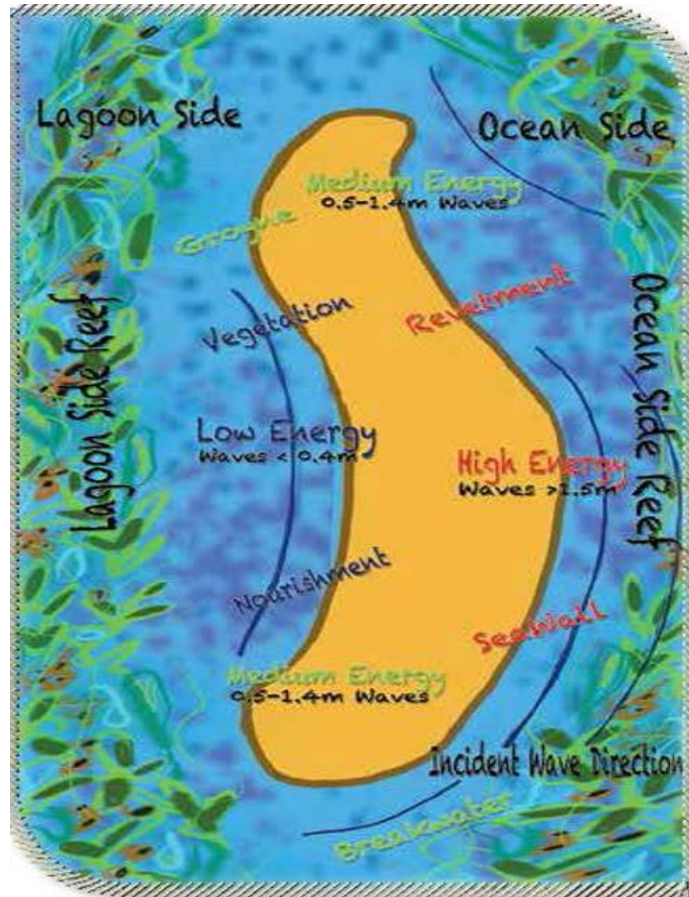 Lagoon Side
Ocean Side
Medium Energy
0.5-1.4m Waves
Groyne
Vegetation
Revetment
Lagoon Side Reef
Ocean Side Reef
Low Energy
Waves < 0.4m
High Energy
Waves >1.5m
Nourishment
SeaWall
Medium Energy
0.5-1.4m Waves
Incident Wave Direction
Breakwater